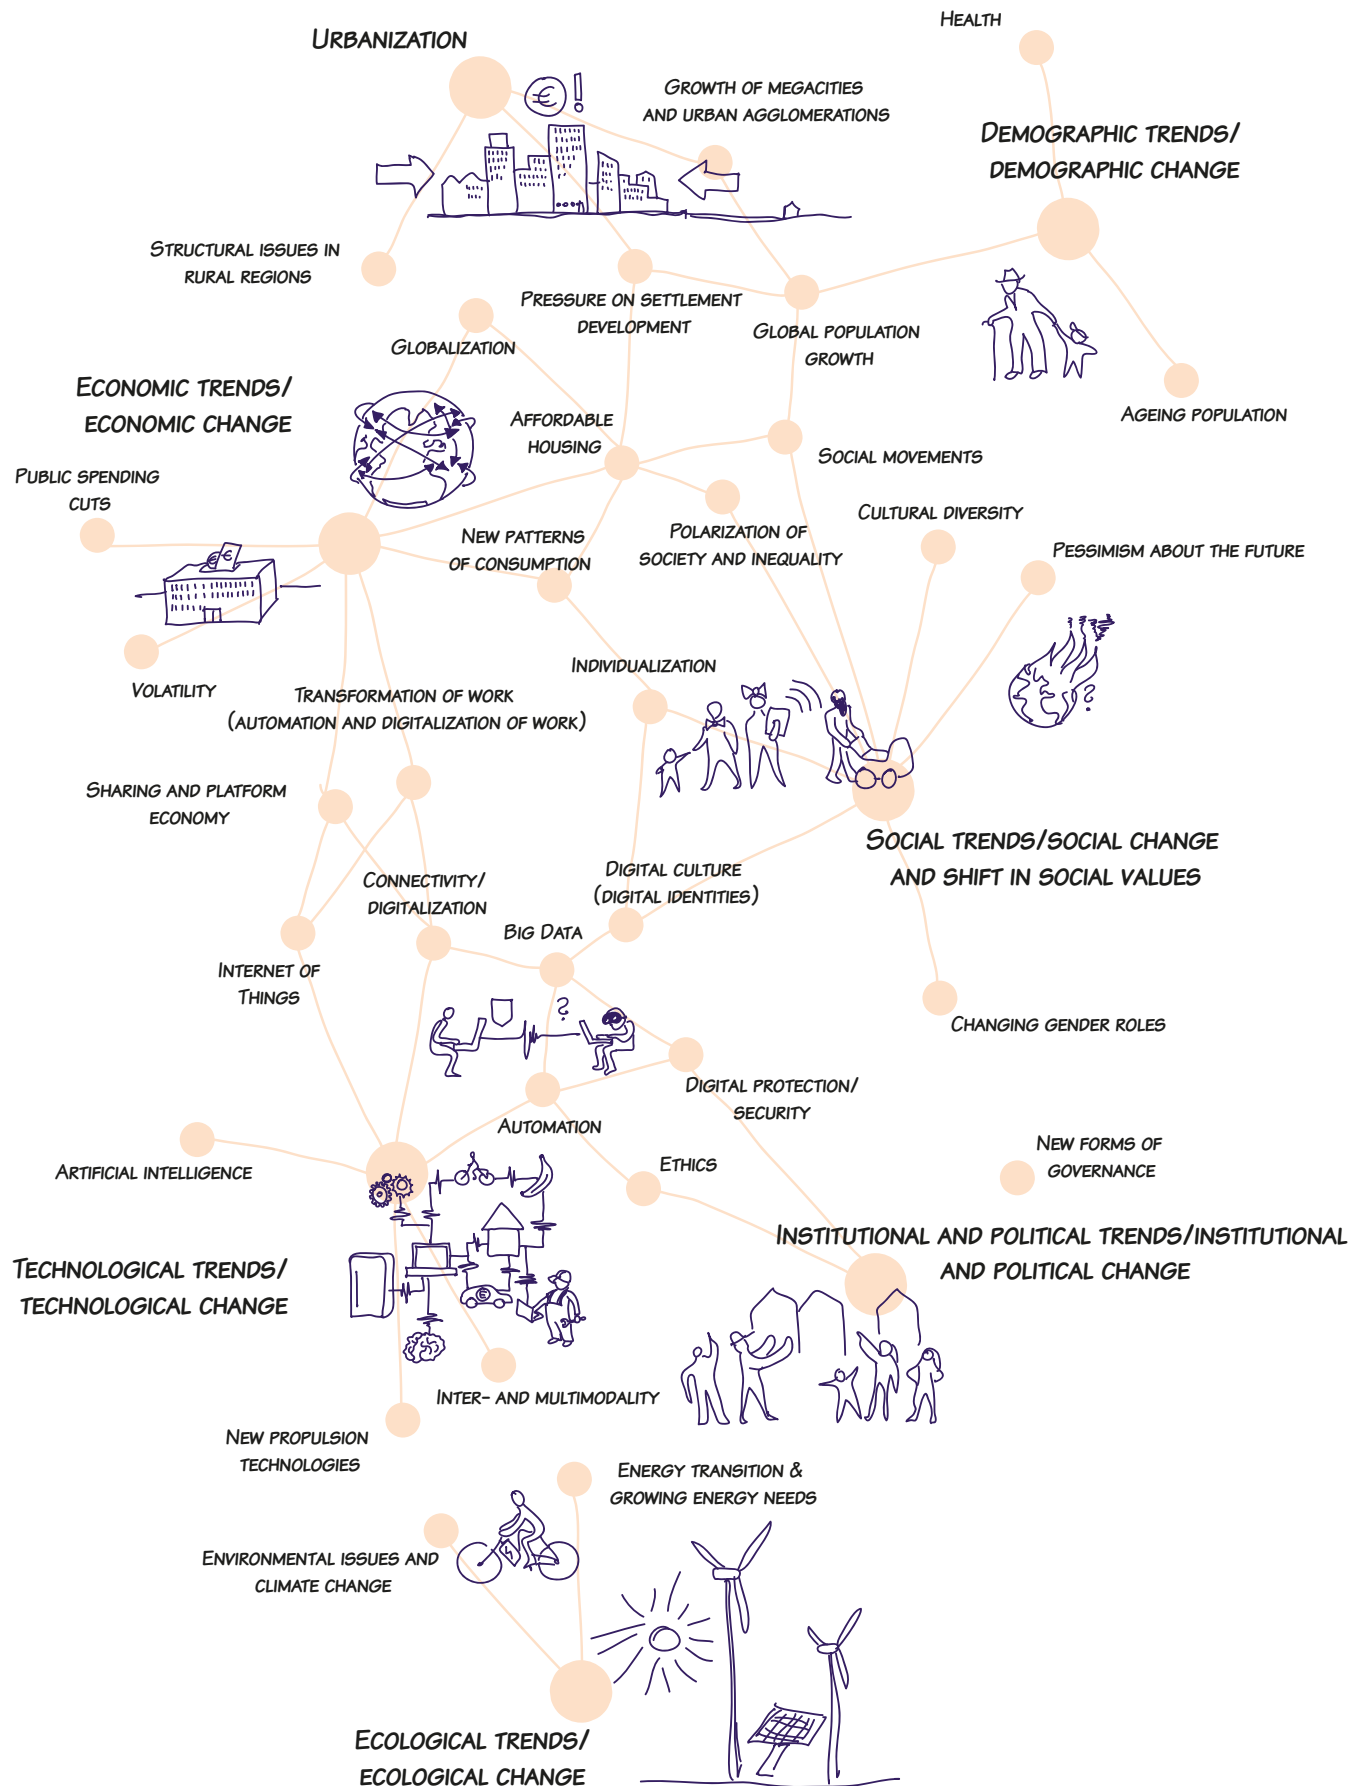 Health
Urbanization
Growth of megacities
and urban agglomerations
Demographic trends/
demographic change
Structural issues in
rural regions
Pressure on settlement
development
Global population
growth
Globalization
Economic trends/
economic change
Affordable
housing
Ageing population
Social movements
Public spending
cuts
Cultural diversity
New patterns
of consumption
Polarization of
society and inequality
Pessimism about the future
Individualization
Volatility
Transformation of work
(automation and digitalization of work)
Sharing and platform
economy
Social trends/social change
and shift in social values
Connectivity/
digitalization
Digital culture
(digital identities)
Big Data
Internet of
Things
Changing gender roles
Digital protection/
security
Automation
New forms of
governance
Artificial intelligence
Ethics
Institutional and political trends/institutional
and political change
Technological trends/
technological change
Inter- and multimodality
New propulsion
technologies
Energy transition &
growing energy needs
Environmental issues and
climate change
Ecological trends/
ecological change
€ !
€ €
?
?
€